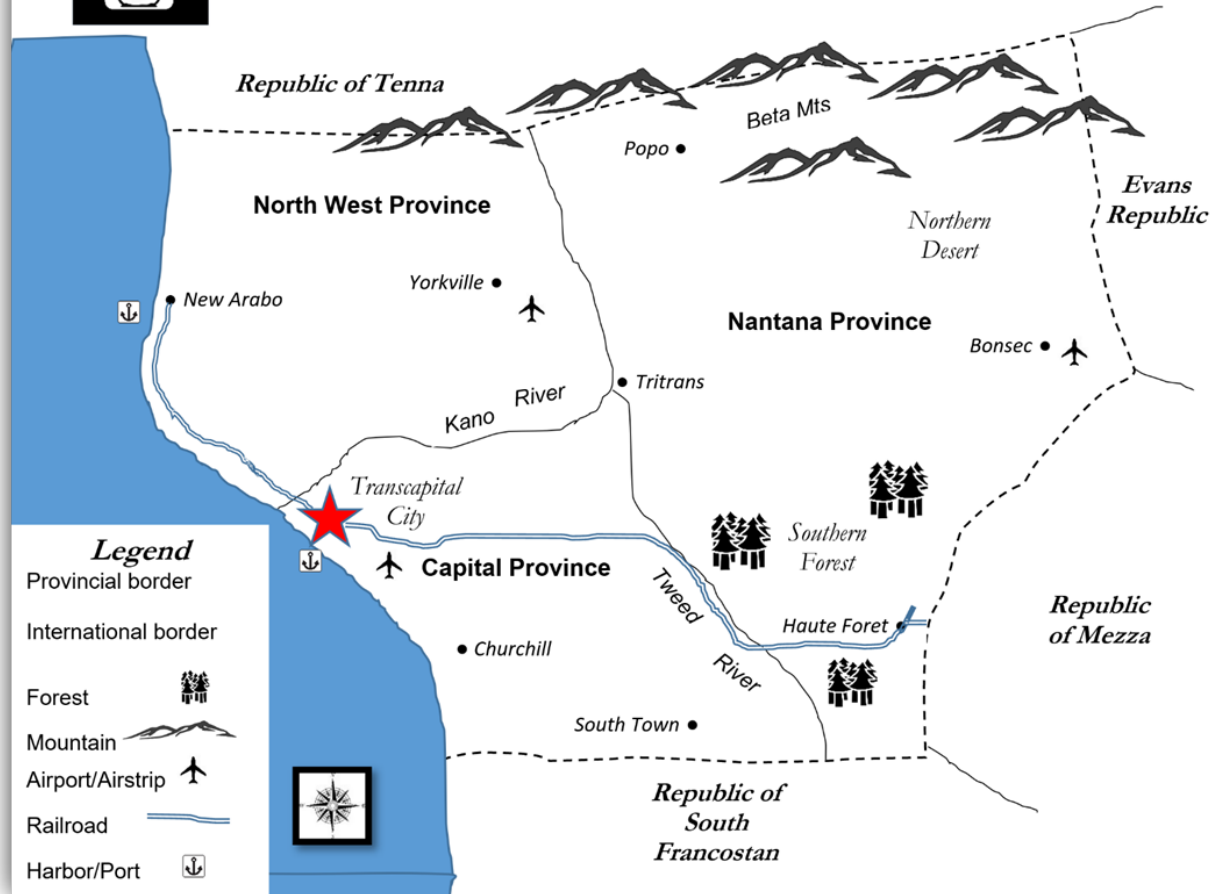 Republic of Tenna
Beta Mts
Popo
Evans
Republic
North West Province
Northern
Desert
Yorkville
New Arabo
Nantana Province
Bonsec
Tritrans
Kano River
Transcapital
City
Southern
Forest
Capital Province
Tweed
River
Haute Foret
Republic
of Mezza
Churchill
South Town
Republic of
South
Francostan
Legend
Provincial border
International border
Forest
Mountain
Airport/Airstrip
Railroad
Harbor/Port